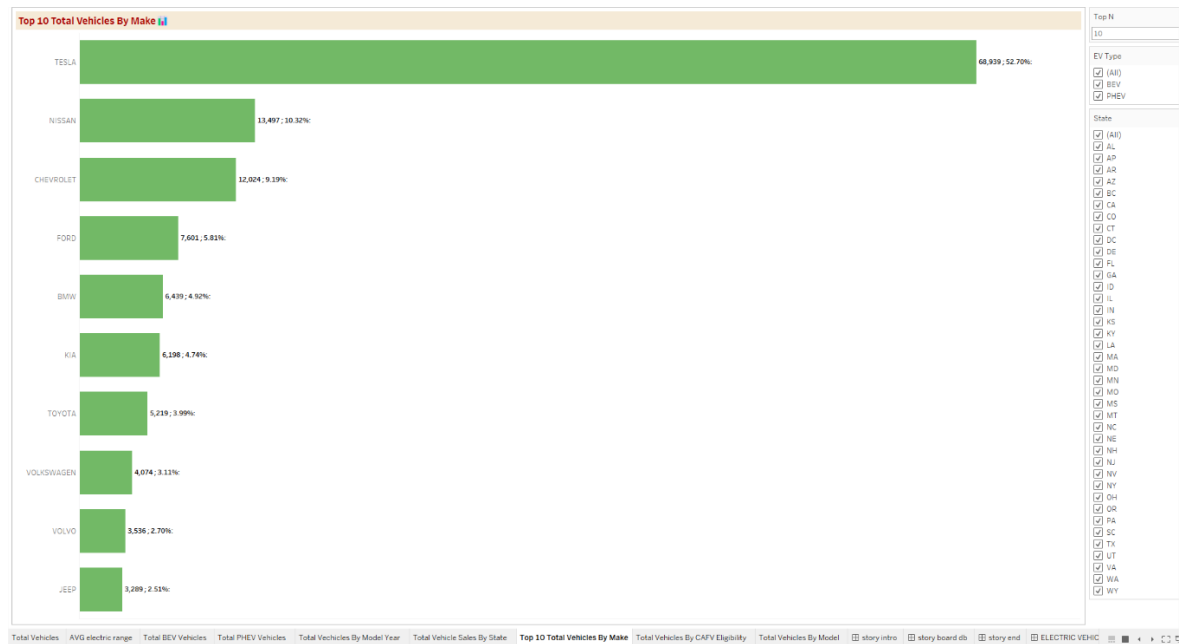 Top 10 Total Vehicles By Make
TESLA
68,939 ; 52.70%:
NISSAN
13,497 ; 10.32%:
CHEVROLET
12,024 ; 9.19%:
FORD
7,601 ; 5.81%:
BMW
6,439 ; 4.92%:
KIA
6,198 ; 4.74%:
TOYOTA
5,219 ; 3.99%:
VOLKSWAGEN
4,074 ; 3.11%:
VOLVO
3,536 ; 2.70%:
JEEP
3,289 ; 2.51%:
Top N
10
EV Type
(All)
BEV
PHEV
State
(All)
AL
AP
AR
AZ
BC
CA
CO
CT
DC
DE
FL
GA
ID
IL
IN
KS
KY
LA
MA
MD
MN
MO
MS
MT
NC
NE
NH
NJ
NV
NY
OH
OR
PA
SC
TX
UT
VA
WA
WY
Total Vehicles
AVG electric range
Total BEV Vehicles
Total PHEV Vehicles
Total Vechicles By Model Year
Total Vehicle Sales By State
Top 10 Total Vehicles By Make
Total Vehicles By CAFV Eligibility
Total Vehicles By Model
story intro
story board db
story end
ELECTRIC VEHIC